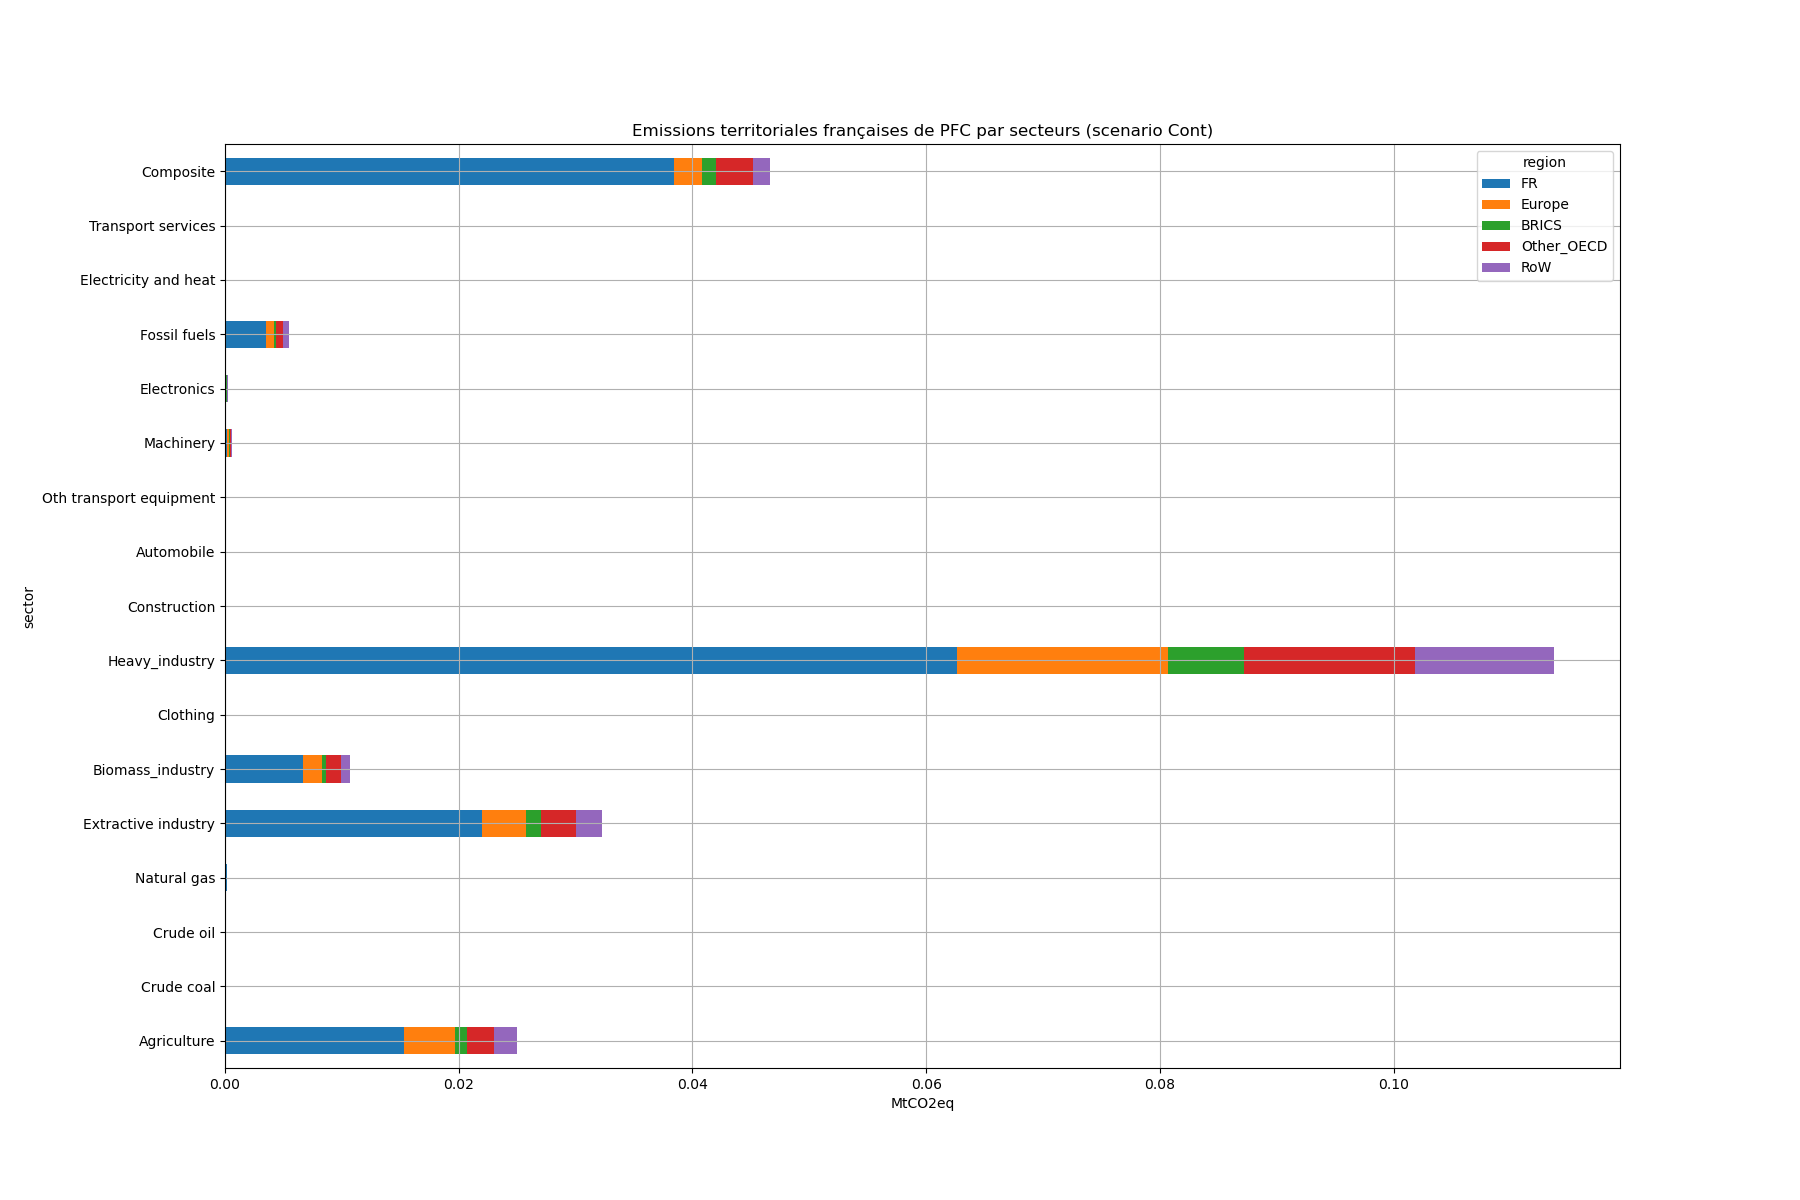 Emissions territoriales françaises de PFC par secteurs (scenario Cont)
region
FR
Europe
BRICS
Other_OECD
RoW
sector
Composite
Transport services
Electricity and heat
Fossil fuels
Electronics
Machinery
Oth transport equipment
Automobile
Construction
Heavy_industry
Clothing
Biomass_industry
Extractive industry
Natural gas
Crude oil
Crude coal
Agriculture
0.00 0.02 0.04 0.06 0.08 0.10
MtCO2eq